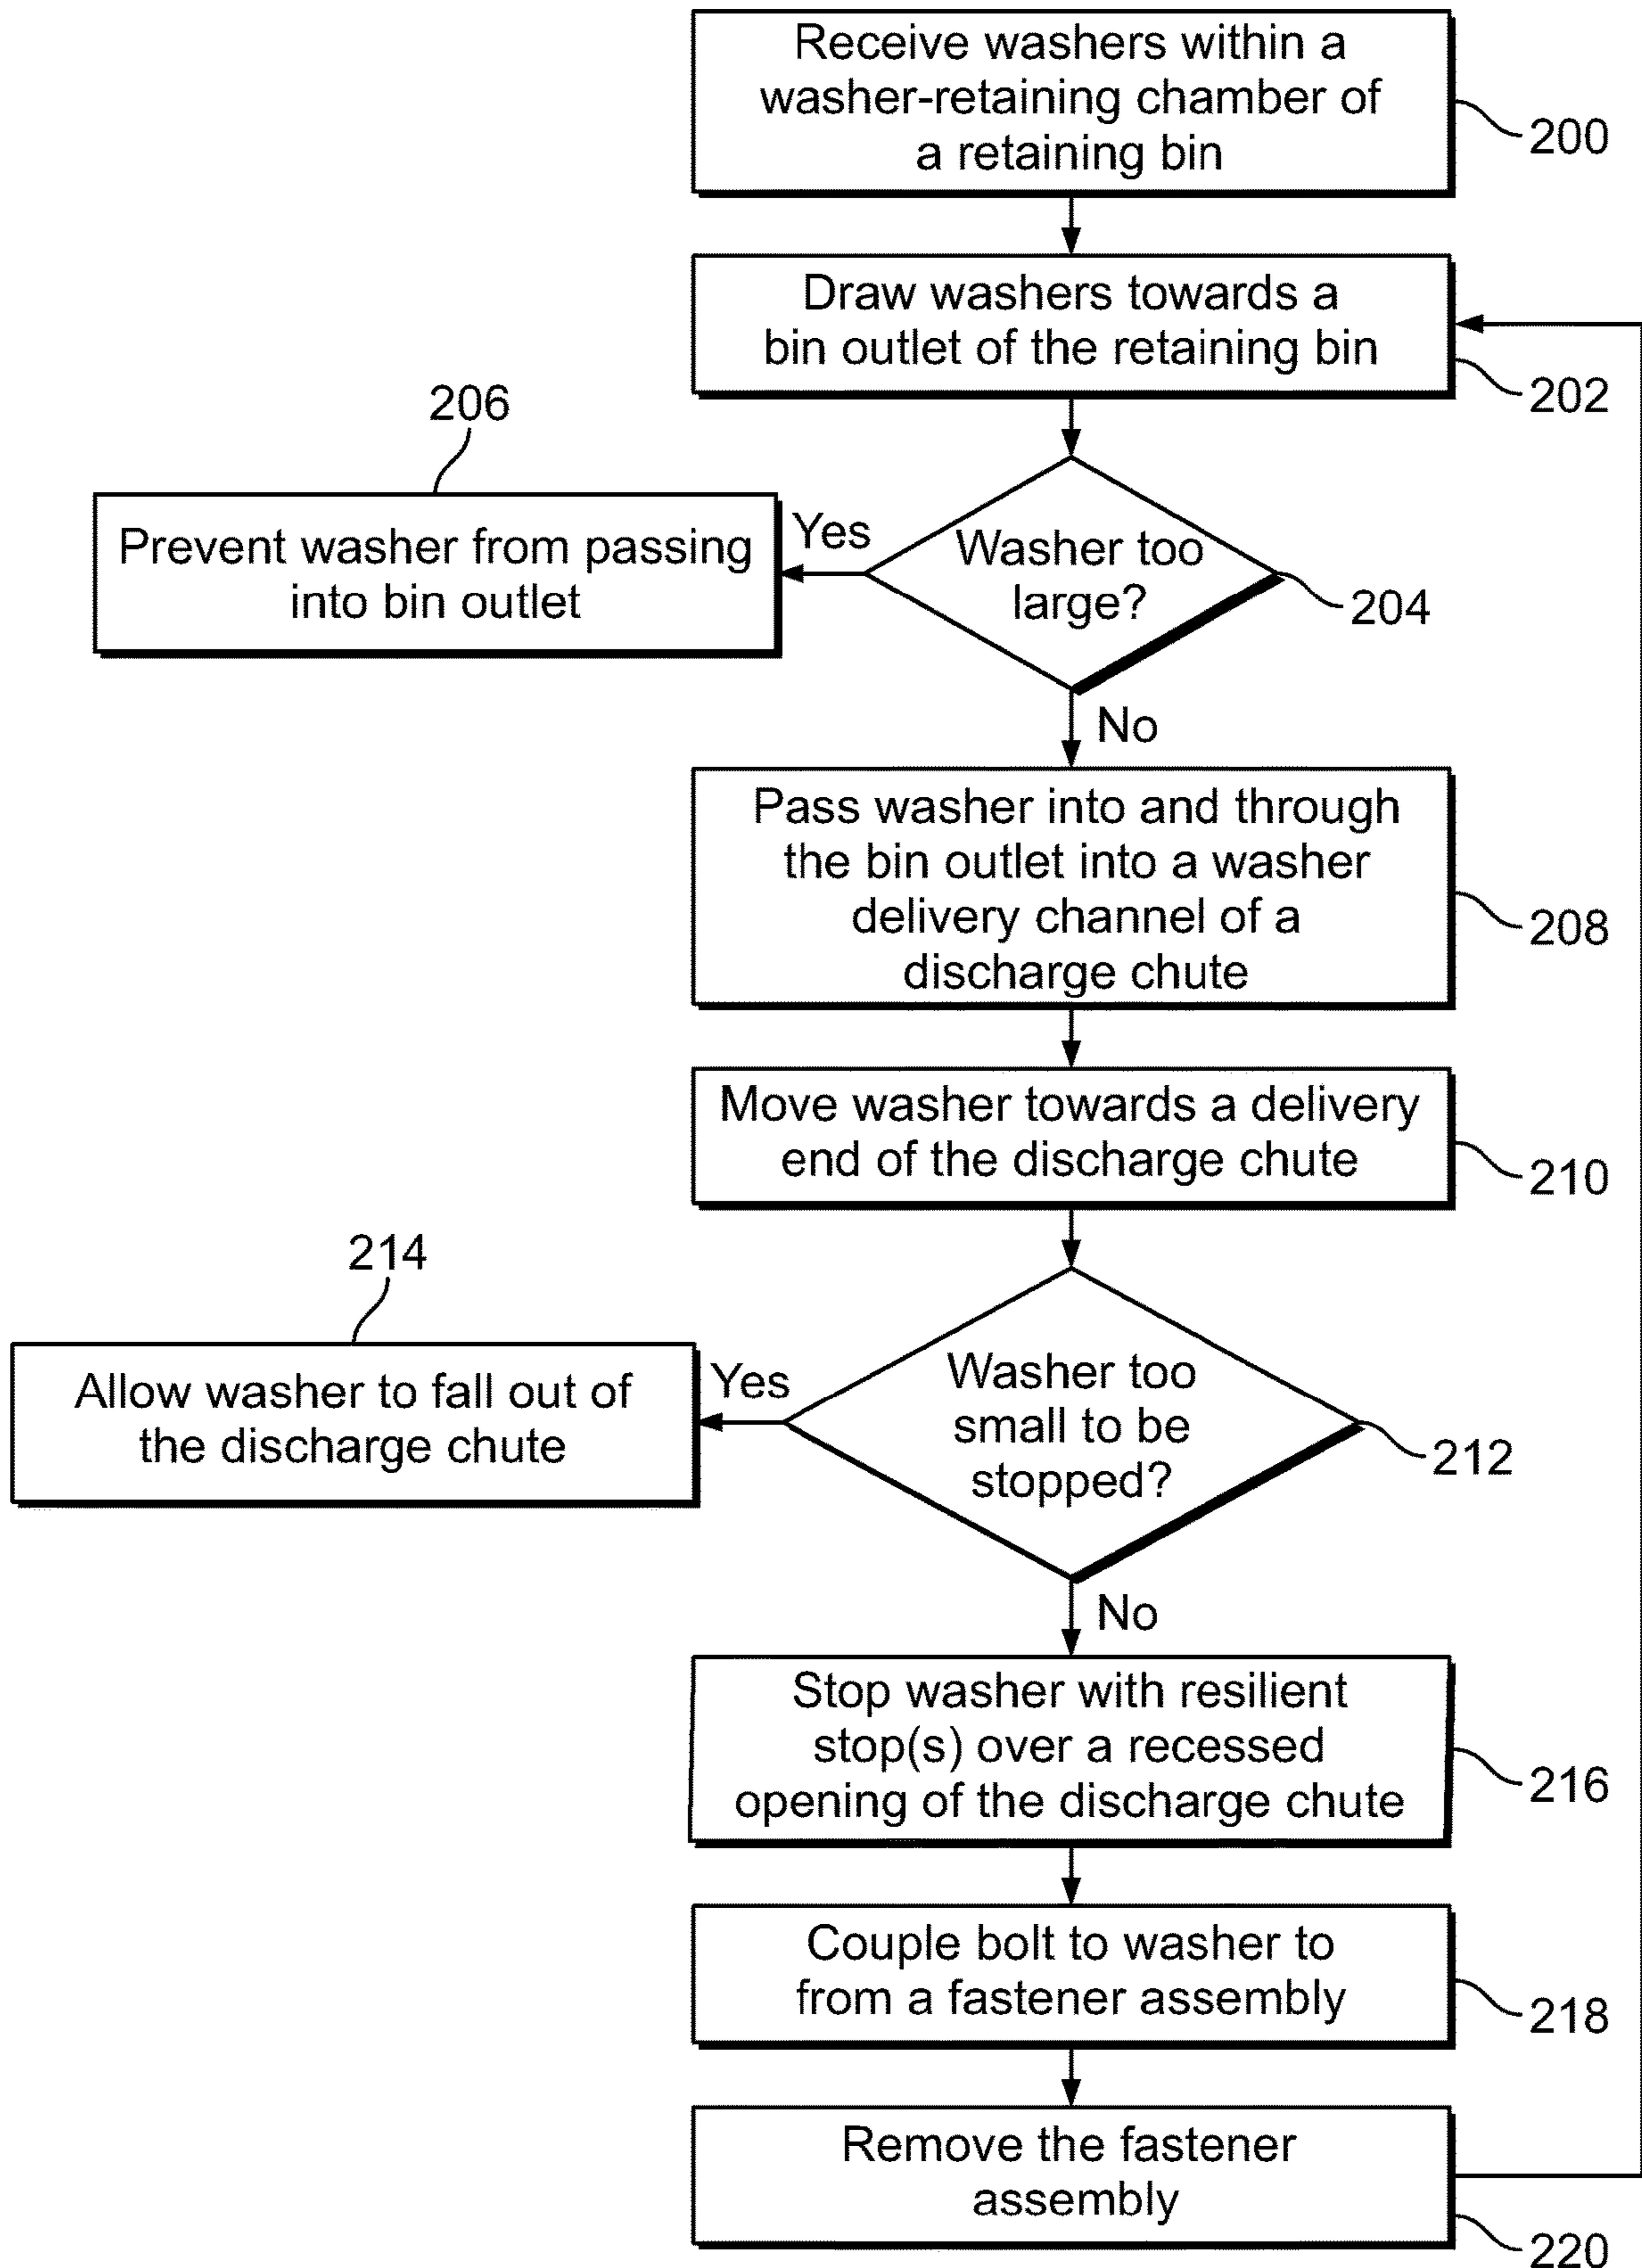 Receive washers within a
washer-retaining chamber of
a retaining bin
200
Draw washers towards a
bin outlet of the retaining bin
202
206
Prevent washer from passing
into bin outlet
Yes
Washer too
large?
204
No
Pass washer into and through
the bin outlet into a washer
delivery channel of a
discharge chute
208
Move washer towards a delivery
end of the discharge chute
210
214
Allow washer to fall out of
the discharge chute
Yes
Washer too
small to be
stopped?
212
No
Stop washer with resilient
stop(s) over a recessed
opening of the discharge chute
216
Couple bolt to washer to
from a fastener assembly
218
Remove the fastener
assembly
220